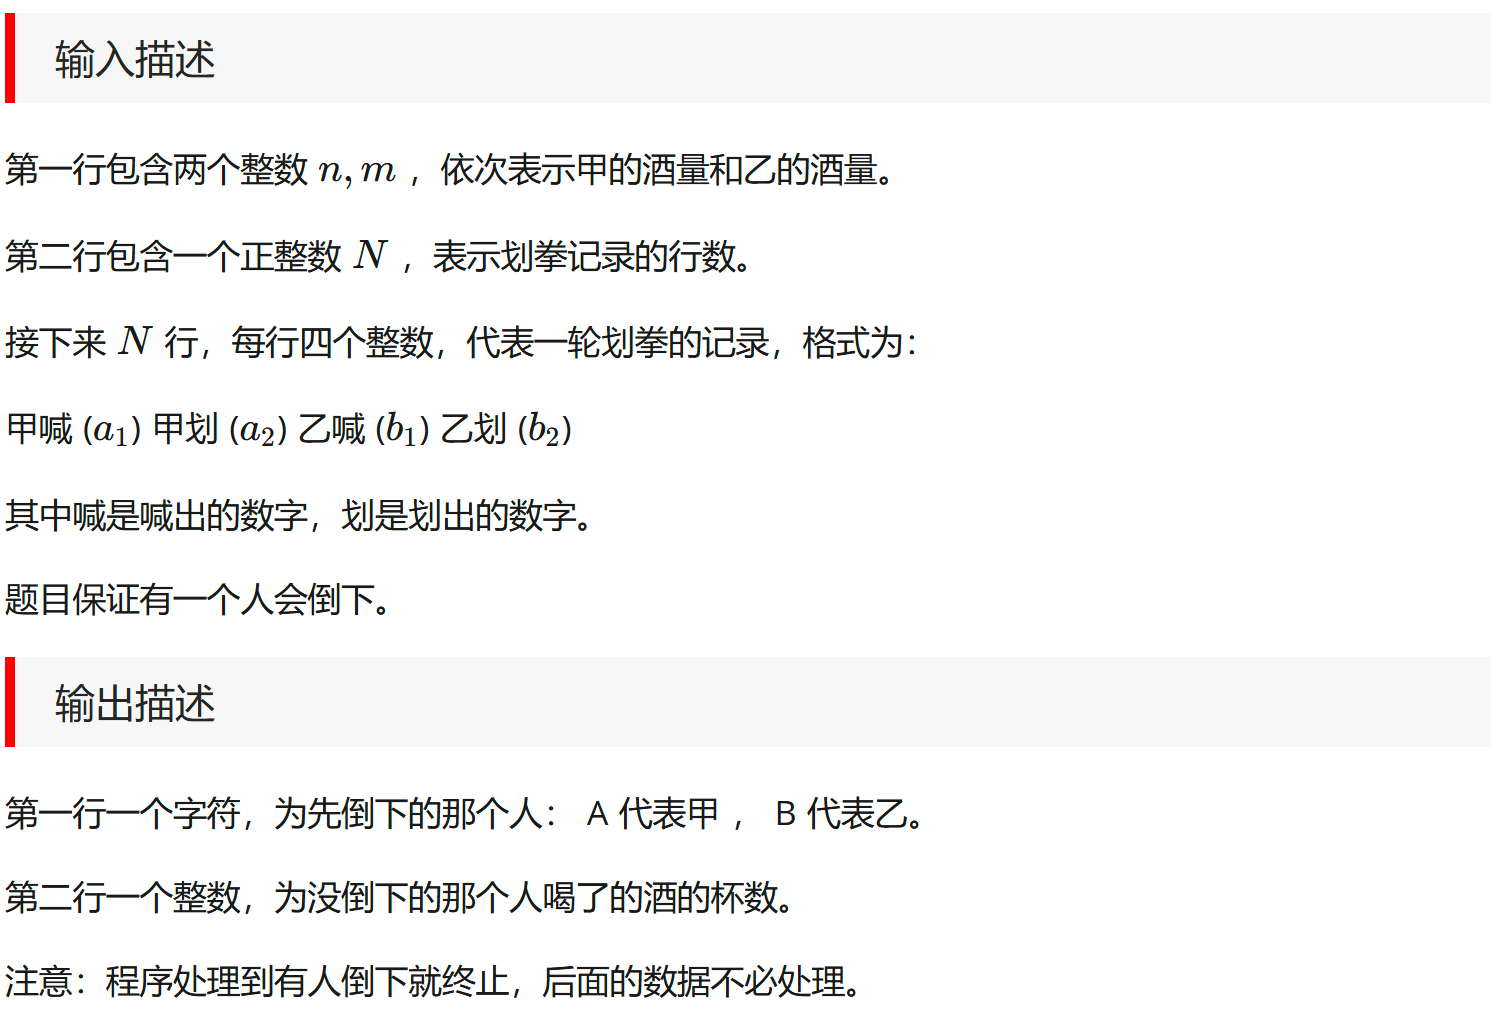 输入描述
第一行包含两个整数 n, m ，依次表示甲的酒量和乙的酒量。
第二行包含一个正整数 N ，表示划拳记录的行数。
接下来 N 行，每行四个整数，代表一轮划拳的记录，格式为：
甲喊 (a₁) 甲划 (a₂) 乙喊 (b₁) 乙划 (b₂)
其中喊是喊出的数字，划是划出的数字。
题目保证有一个人会倒下。
输出描述
第一行一个字符，为先倒下的那个人： A 代表甲 ， B 代表乙。
第二行一个整数，为没倒下的那个人喝了的酒的杯数。
注意：程序处理到有人倒下就终止，后面的数据不必处理。